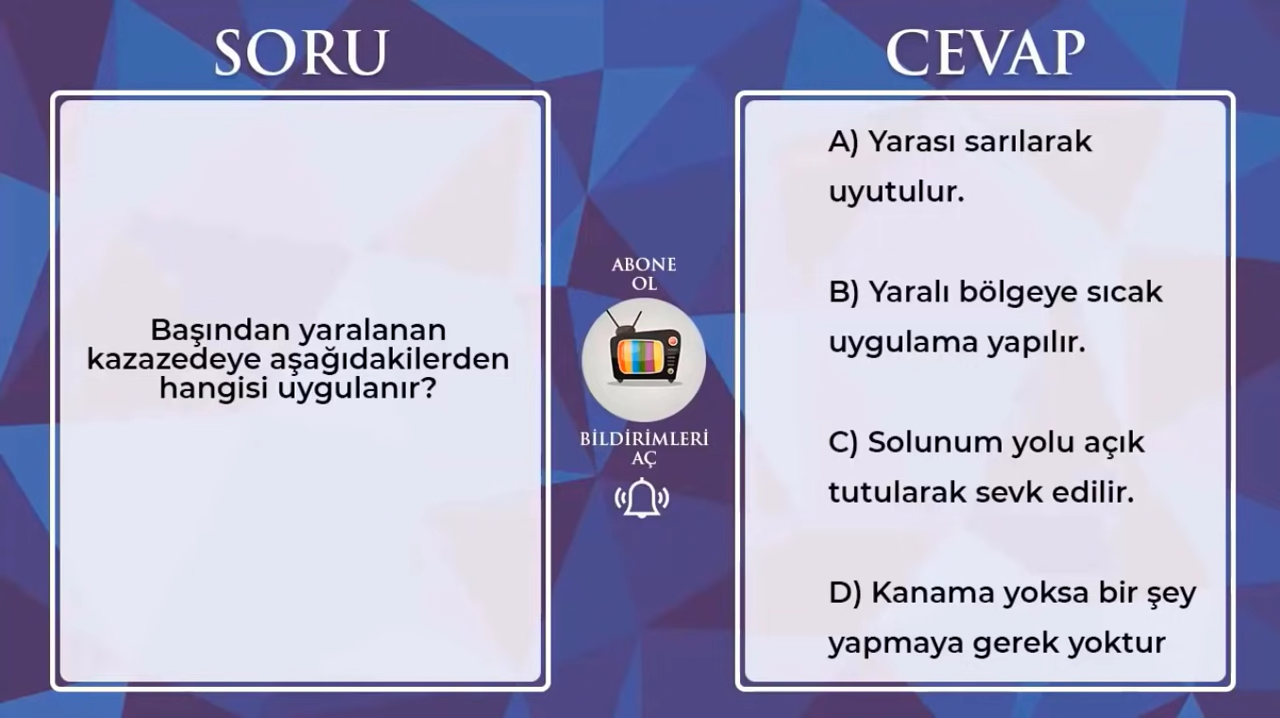 SORU
Başından yaralanan
kazazedeye aşağıdakilerden
hangisi uygulanır?
ABONE
OL
BİLDİRİMLERİ
AÇ
CEVAP
A) Yarası sarılarak
uyutulur.
B) Yaralı bölgeye sıcak
uygulama yapılır.
C) Solunum yolu açık
tutularak sevk edilir.
D) Kanama yoksa bir şey
yapmaya gerek yoktur